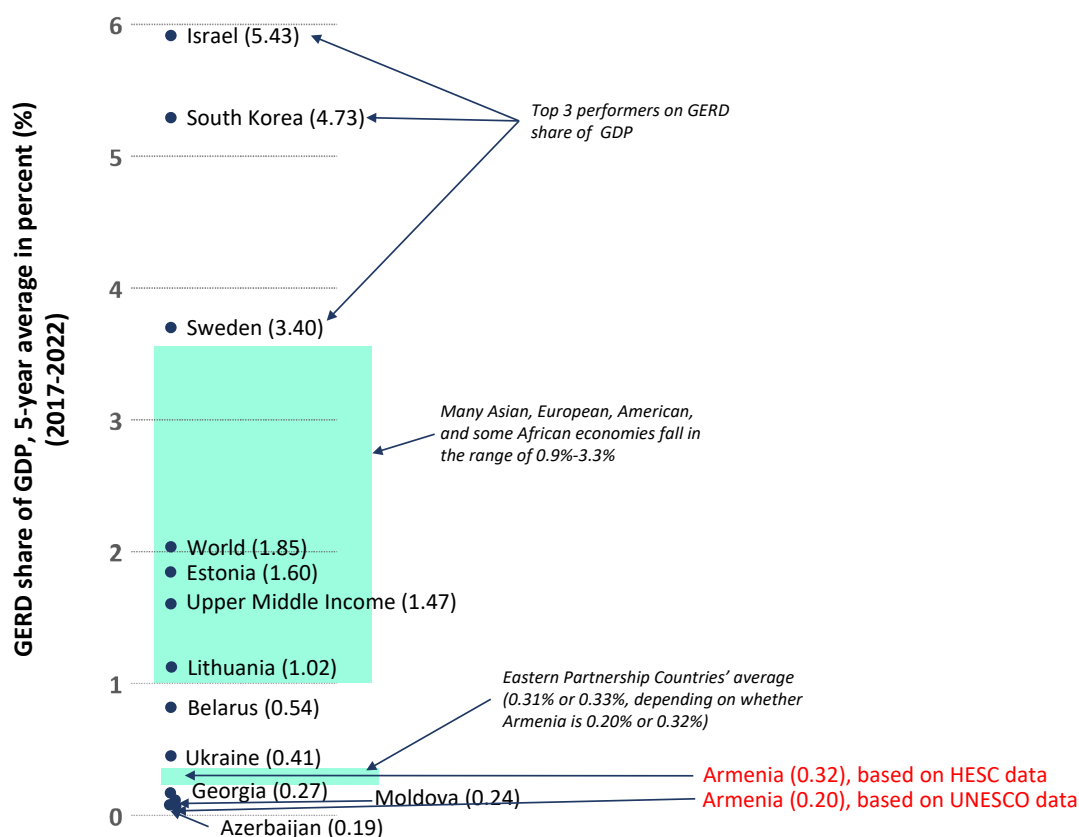 GERD share of GDP, 5-year average in percent (%)
(2017-2022)
6
Israel (5.43)
South Korea (4.73)
Top 3 performers on GERD
share of GDP
5
4
Sweden (3.40)
3
Many Asian, European, American,
and some African economies fall in
the range of 0.9%-3.3%
2
World (1.85)
Estonia (1.60)
Upper Middle Income (1.47)
Lithuania (1.02)
1
Eastern Partnership Countries’ average
(0.31% or 0.33%, depending on whether
Armenia is 0.20% or 0.32%)
Belarus (0.54)
Ukraine (0.41)
Armenia (0.32), based on HESC data
Georgia (0.27)
Moldova (0.24)
Armenia (0.20), based on UNESCO data
0
Azerbaijan (0.19)